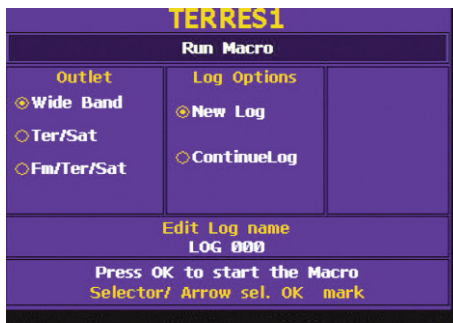 TERRES1
Run Macro
Outlet
Wide Band
Ter/Sat
Fm/Ter/Sat
Log Options
New Log
ContinueLog
Edit Log name
LOG 000
Press OK to start the Macro
Selector/ Arrow sel. OK mark